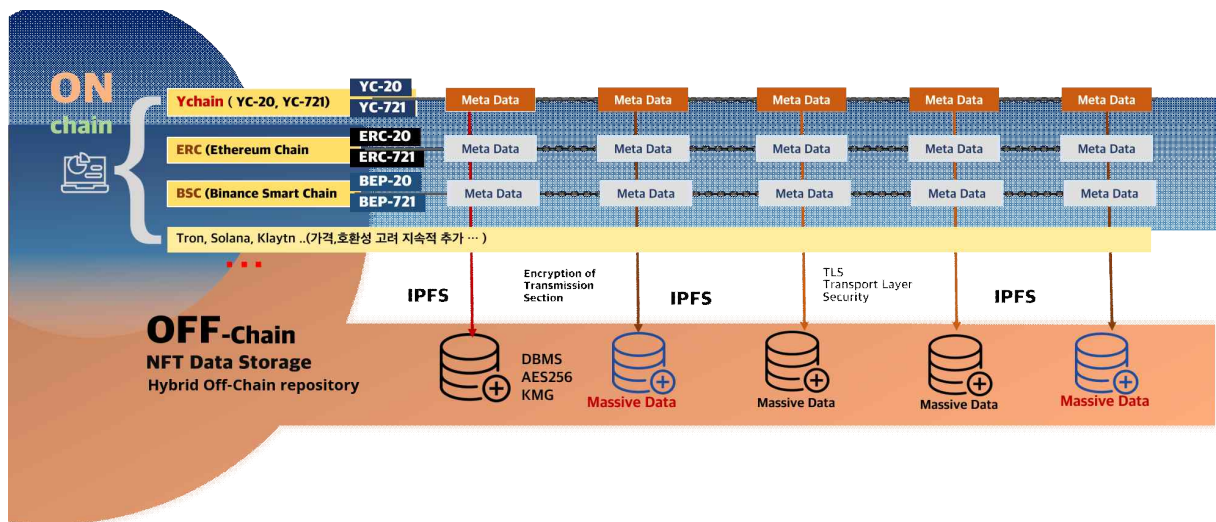 ON
chain
Ychain ( YC-20, YC-721)
YC-20
YC-721
Meta Data Meta Data Meta Data Meta Data Meta Data
ERC (Ethereum Chain
ERC-20
ERC-721
Meta Data Meta Data Meta Data Meta Data Meta Data
BSC (Binance Smart Chain
BEP-20
BEP-721
Meta Data Meta Data Meta Data Meta Data Meta Data
Tron, Solana, Klaytn ..(가격,호환성 고려 지속적 추가 … )
...
IPFS
Encryption of
Transmission
Section
IPFS
TLS
Transport Layer
Security
IPFS
OFF-Chain
NFT Data Storage
Hybrid Off-Chain repository
DBMS
AES256
KMG
Massive Data
Massive Data
Massive Data
Massive Data